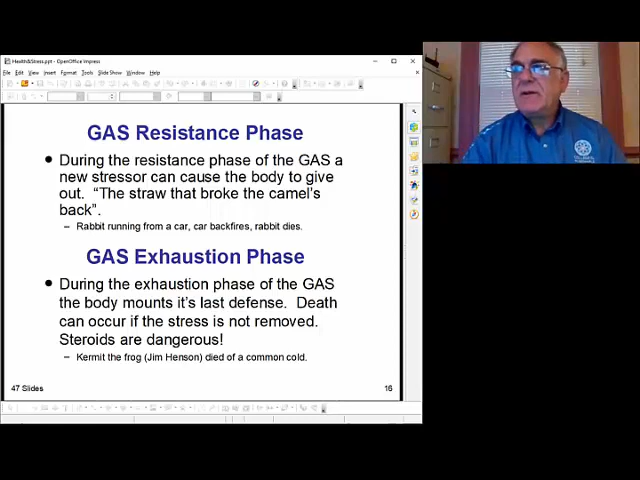 Health&Stress.ppt - OpenOffice Impress
File Edit View Insert Format Tools Slide Show Window Help
GAS Resistance Phase
During the resistance phase of the GAS a
new stressor can cause the body to give
out. “The straw that broke the camel’s
back”.
– Rabbit running from a car, car backfires, rabbit dies.
GAS Exhaustion Phase
During the exhaustion phase of the GAS
the body mounts it’s last defense. Death
can occur if the stress is not removed.
Steroids are dangerous!
– Kermit the frog (Jim Henson) died of a common cold.
47 Slides
16